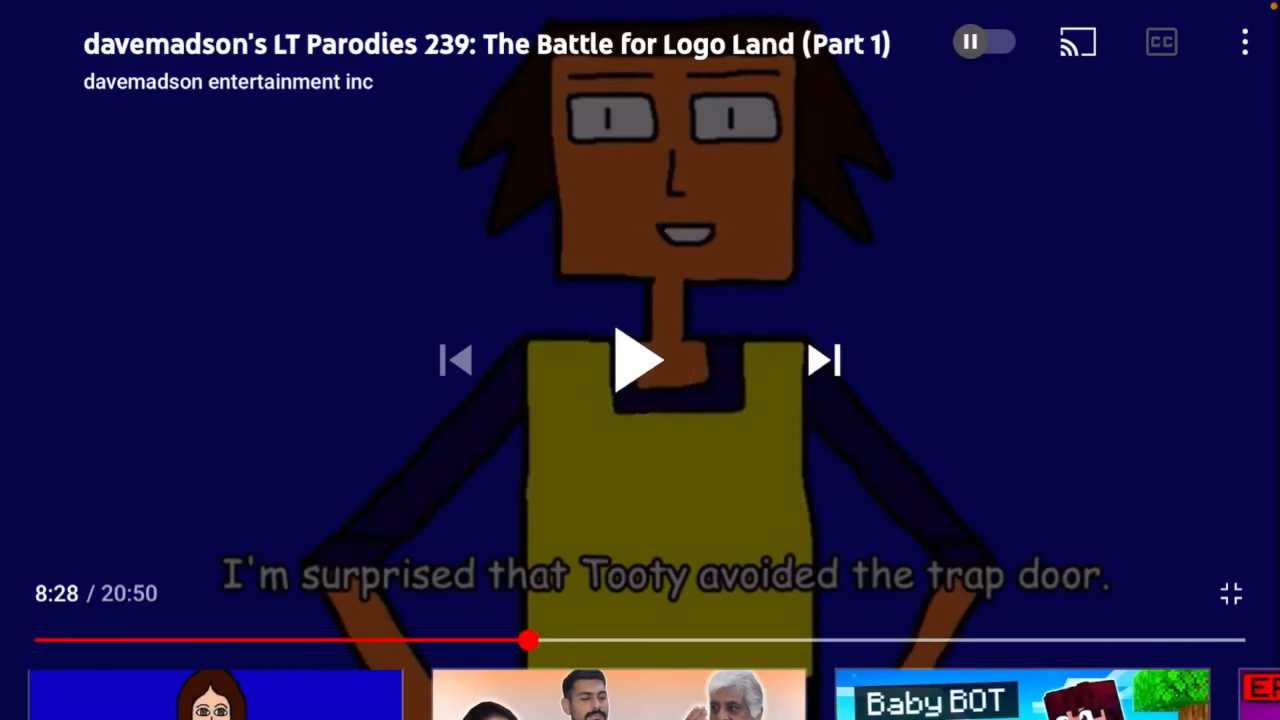 davemadson's LT Parodies 239: The Battle for Logo Land (Part 1)
davemadson entertainment inc
CC
I'm surprised that Tooty avoided the trap door.
8:28 / 20:50
Baby BOT